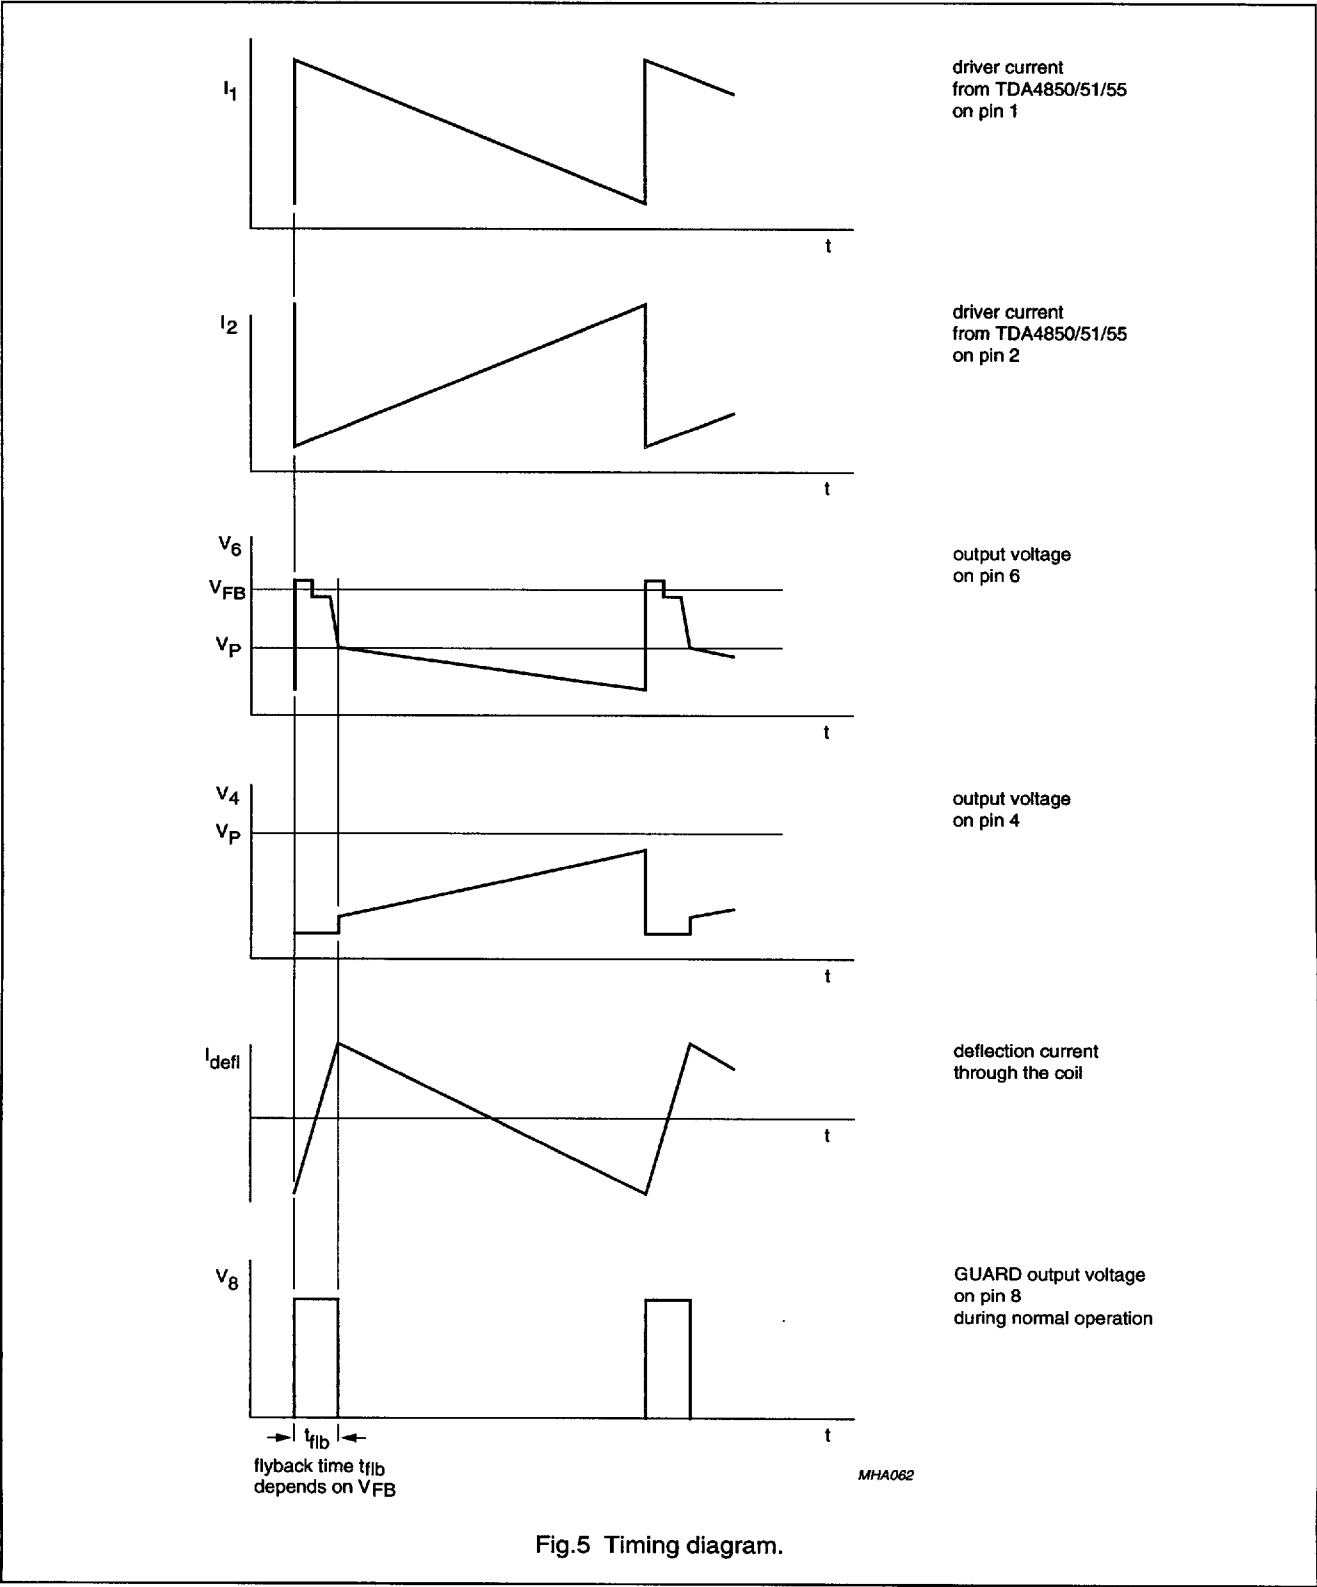 I1
driver current
from TDA4850/51/55
on pin 1
t
I2
driver current
from TDA4850/51/55
on pin 2
t
V6
VFB
VP
output voltage
on pin 6
t
V4
VP
output voltage
on pin 4
t
Idefl
deflection current
through the coil
t
V8
GUARD output voltage
on pin 8
during normal operation
t
tflb
flyback time tflb
depends on VFB
MHA062
Fig.5 Timing diagram.